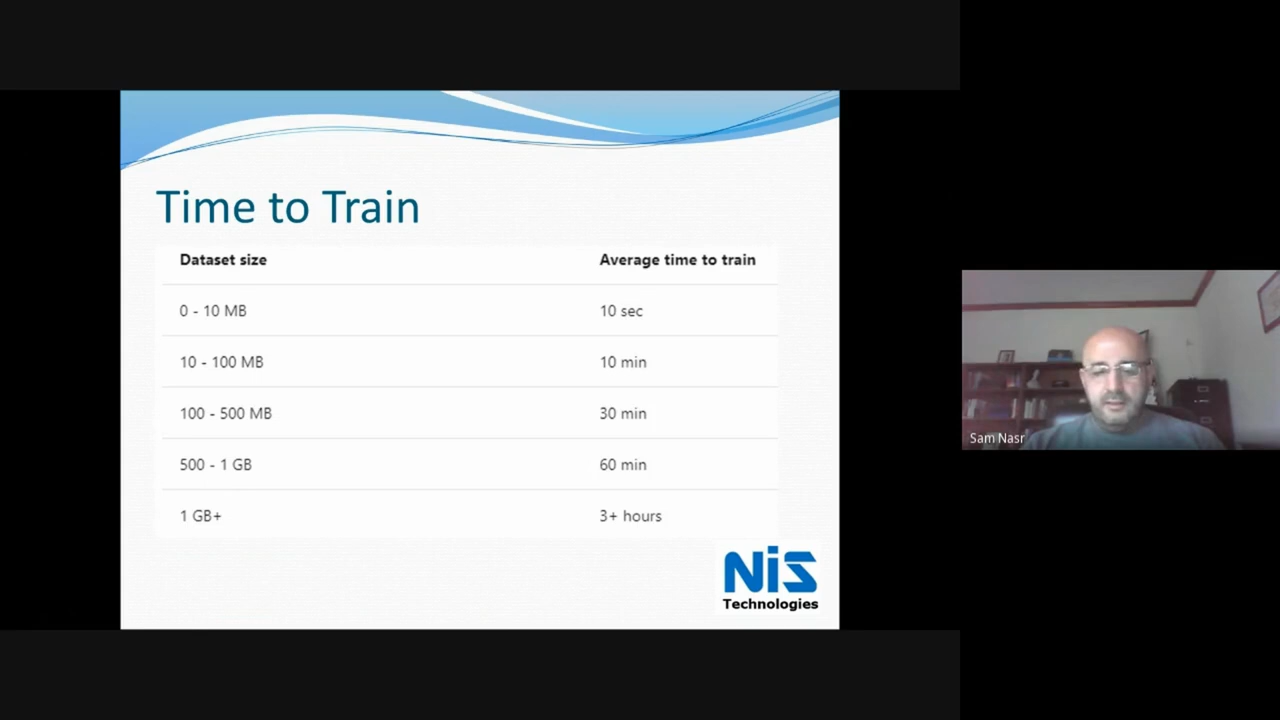 Time to Train
Dataset size Average time to train
0 - 10 MB 10 sec
10 - 100 MB 10 min
100 - 500 MB 30 min
500 - 1 GB 60 min
1 GB+ 3+ hours
NiS
Technologies
Sam Nasr